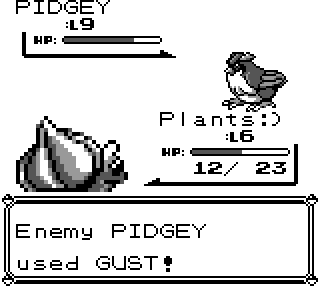 PIDGEY
:L9
HP:
Plants:)
:L6
HP:
12/ 23
Enemy PIDGEY
used GUST!